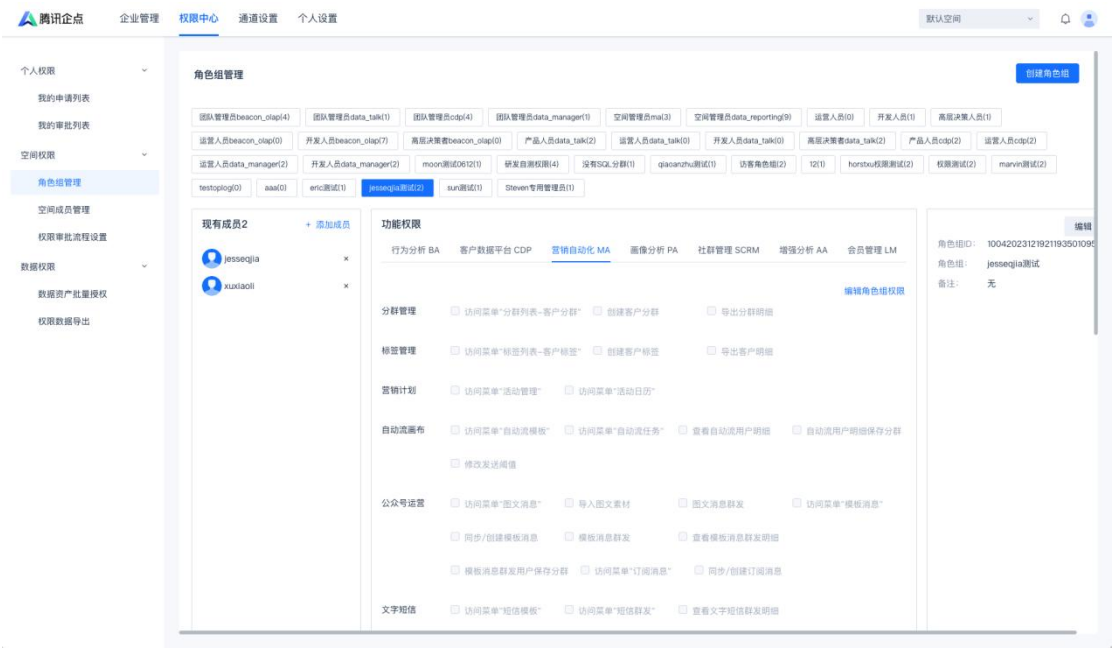 腾讯企点 企业管理 权限中心 通道设置 个人设置 默认空间
个人权限
我的申请列表
我的审批列表
空间权限
角色组管理
空间成员管理
权限审批流程设置
数据权限
数据资产批量授权
权限数据导出
角色组管理 创建角色组
团队管理员beacon_olap(4) 团队管理员data_talk(1) 团队管理员cdp(4) 团队管理员data_manager(1) 空间管理员ma(3) 空间管理员data_reporting(9) 运营人员(0) 开发人员(1) 高层决策人员(1)
运营人员beacon_olap(0) 开发人员beacon_olap(7) 高层决策者beacon_olap(0) 产品人员data_talk(2) 运营人员data_talk(0) 开发人员data_talk(0) 高层决策者data_talk(2) 产品人员cdp(2) 运营人员cdp(2)
运营人员data_manager(2) 开发人员data_manager(2) moon测试0612(1) 研发自测权限(4) 没有SQL分群(1) qiaoanzhu测试(1) 访客角色组(2) 12(1) horstxu权限测试(2) 权限测试(2) marvin测试(2)
testoplog(0) aaa(0) eric测试(1) jesseqjia测试(2) sun测试(1) Steven专用管理员(1)
现有成员2 + 添加成员
jesseqjia ×
xuxiaoli ×
功能权限
行为分析 BA 客户数据平台 CDP 营销自动化 MA 画像分析 PA 社群管理 SCRM 增强分析 AA 会员管理 LM
编辑角色组权限
分群管理 访问菜单"分群列表-客户分群" 创建客户分群 导出分群明细
标签管理 访问菜单"标签列表-客户标签" 创建客户标签 导出客户明细
营销计划 访问菜单"活动管理" 访问菜单"活动日历"
自动流画布 访问菜单"自动流模板" 访问菜单"自动流任务" 查看自动流用户明细 自动流用户明细保存分群
修改发送阈值
公众号运营 访问菜单"图文消息" 导入图文素材 图文消息群发 访问菜单"模板消息"
同步/创建模板消息 模板消息群发 查看模板消息群发明细
模板消息群发用户保存分群 访问菜单"订阅消息" 同步/创建订阅消息
文字短信 访问菜单"短信模板" 访问菜单"短信群发" 查看文字短信群发明细
编辑
角色组ID: 1004202312192119350109
角色组: jesseqjia测试
备注: 无